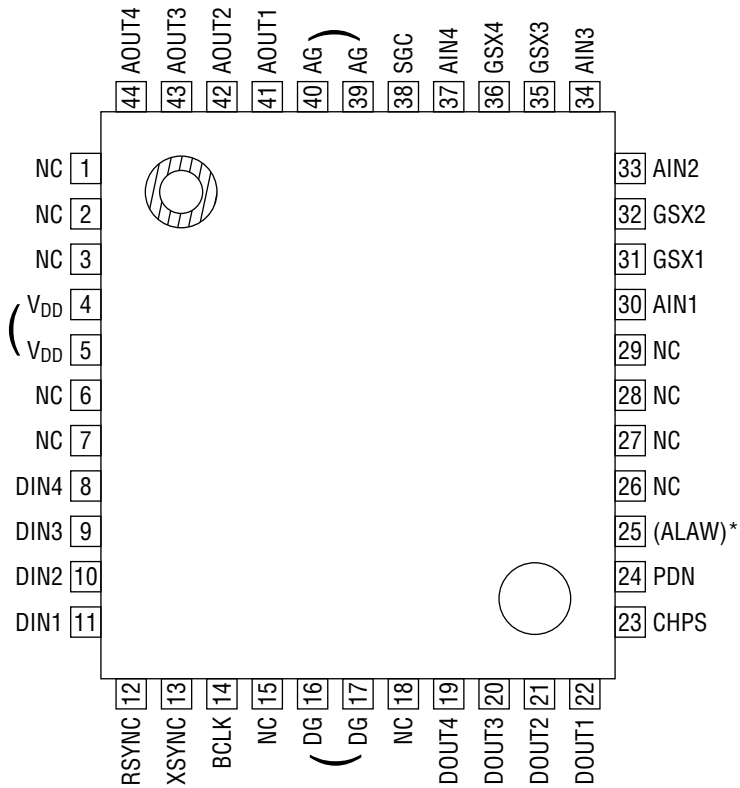 AOUT4
AOUT3
AOUT2
AOUT1
AG
AG
SGC
AIN4
GSX4
GSX3
AIN3
44
43
42
41
40
39
38
37
36
35
34
NC 1
NC 2
NC 3
VDD 4
VDD 5
NC 6
NC 7
DIN4 8
DIN3 9
DIN2 10
DIN1 11
33 AIN2
32 GSX2
31 GSX1
30 AIN1
29 NC
28 NC
27 NC
26 NC
25 (ALAW)*
24 PDN
23 CHPS
12
13
14
15
16
17
18
19
20
21
22
RSYNC
XSYNC
BCLK
NC
DG
DG
NC
DOUT4
DOUT3
DOUT2
DOUT1